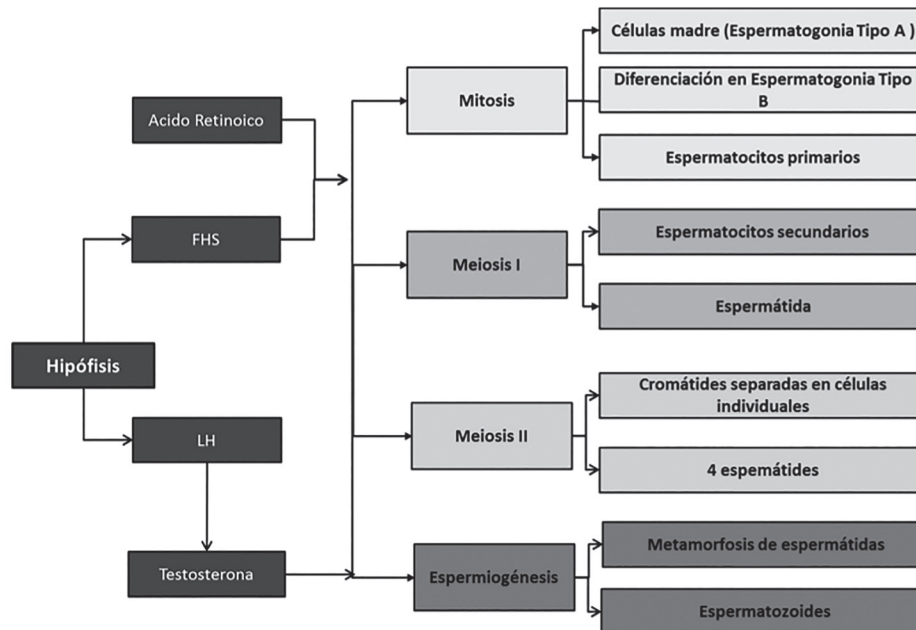 Acido Retinoico
FHS
Hipófisis
LH
Testosterona
Mitosis
Células madre (Espermatogonia Tipo A )
Diferenciación en Espermatogonia Tipo
B
Espermatocitos primarios
Meiosis I
Espermatocitos secundarios
Espermátida
Meiosis II
Cromátides separadas en células
individuales
4 espemátides
Espermiogénesis
Metamorfosis de espermátidas
Espermatozoides